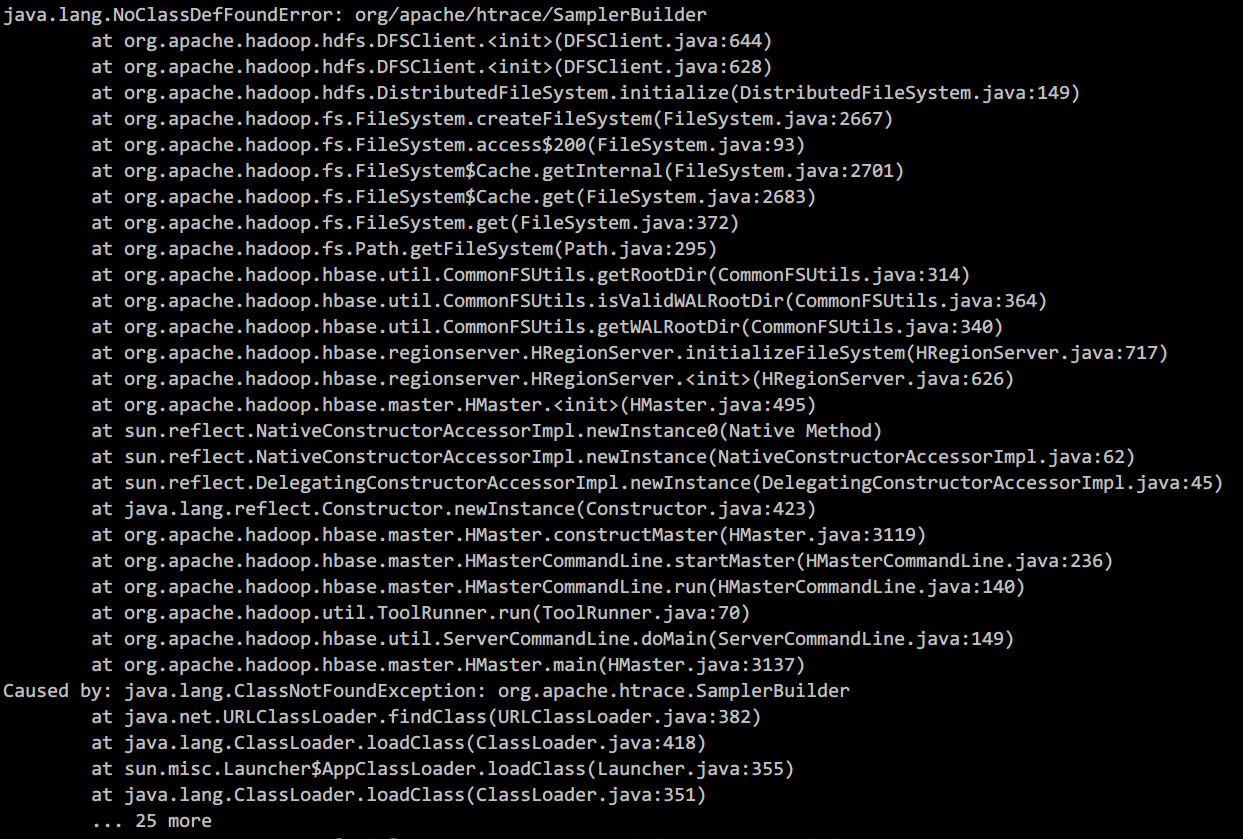 java.lang.NoClassDefFoundError: org/apache/htrace/SamplerBuilder
at org.apache.hadoop.hdfs.DFSClient.<init>(DFSClient.java:644)
at org.apache.hadoop.hdfs.DFSClient.<init>(DFSClient.java:628)
at org.apache.hadoop.hdfs.DistributedFileSystem.initialize(DistributedFileSystem.java:149)
at org.apache.hadoop.fs.FileSystem.createFileSystem(FileSystem.java:2667)
at org.apache.hadoop.fs.FileSystem.access$200(FileSystem.java:93)
at org.apache.hadoop.fs.FileSystem$Cache.getInternal(FileSystem.java:2701)
at org.apache.hadoop.fs.FileSystem$Cache.get(FileSystem.java:2683)
at org.apache.hadoop.fs.FileSystem.get(FileSystem.java:372)
at org.apache.hadoop.fs.Path.getFileSystem(Path.java:295)
at org.apache.hadoop.hbase.util.CommonFSUtils.getRootDir(CommonFSUtils.java:314)
at org.apache.hadoop.hbase.util.CommonFSUtils.isValidWALRootDir(CommonFSUtils.java:364)
at org.apache.hadoop.hbase.util.CommonFSUtils.getWALRootDir(CommonFSUtils.java:340)
at org.apache.hadoop.hbase.regionserver.HRegionServer.initializeFileSystem(HRegionServer.java:717)
at org.apache.hadoop.hbase.regionserver.HRegionServer.<init>(HRegionServer.java:626)
at org.apache.hadoop.hbase.master.HMaster.<init>(HMaster.java:495)
at sun.reflect.NativeConstructorAccessorImpl.newInstance0(Native Method)
at sun.reflect.NativeConstructorAccessorImpl.newInstance(NativeConstructorAccessorImpl.java:62)
at sun.reflect.DelegatingConstructorAccessorImpl.newInstance(DelegatingConstructorAccessorImpl.java:45)
at java.lang.reflect.Constructor.newInstance(Constructor.java:423)
at org.apache.hadoop.hbase.master.HMaster.constructMaster(HMaster.java:3119)
at org.apache.hadoop.hbase.master.HMasterCommandLine.startMaster(HMasterCommandLine.java:236)
at org.apache.hadoop.hbase.master.HMasterCommandLine.run(HMasterCommandLine.java:140)
at org.apache.hadoop.util.ToolRunner.run(ToolRunner.java:70)
at org.apache.hadoop.hbase.util.ServerCommandLine.doMain(ServerCommandLine.java:149)
at org.apache.hadoop.hbase.master.HMaster.main(HMaster.java:3137)
Caused by: java.lang.ClassNotFoundException: org.apache.htrace.SamplerBuilder
at java.net.URLClassLoader.findClass(URLClassLoader.java:382)
at java.lang.ClassLoader.loadClass(ClassLoader.java:418)
at sun.misc.Launcher$AppClassLoader.loadClass(Launcher.java:355)
at java.lang.ClassLoader.loadClass(ClassLoader.java:351)
... 25 more